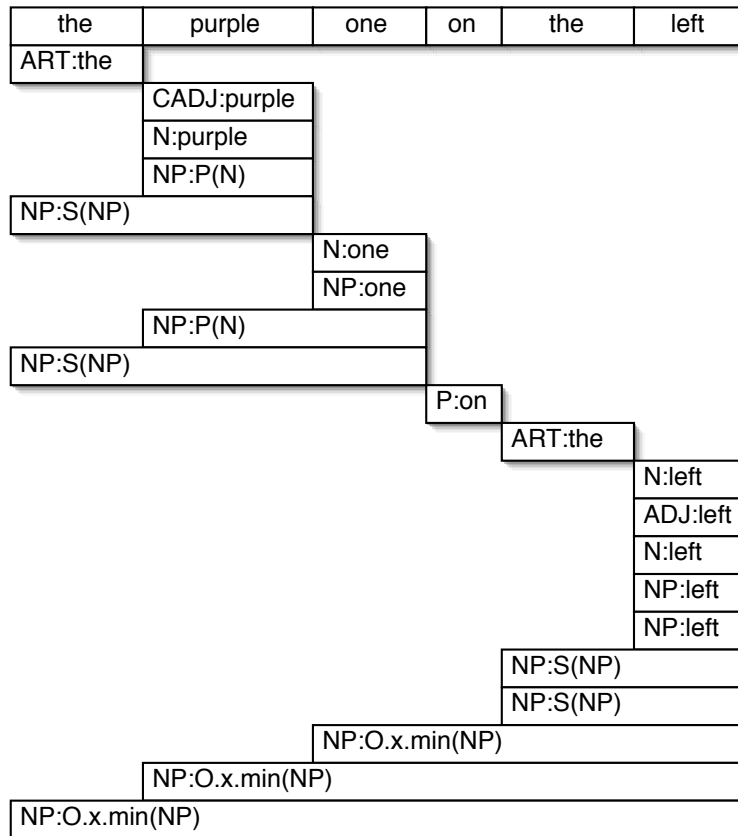 the purple one on the left
ART:the
CADJ:purple
N:purple
NP:P(N)
NP:S(NP)
N:one
NP:one
NP:P(N)
NP:S(NP)
P:on
ART:the
N:left
ADJ:left
N:left
NP:left
NP:left
NP:S(NP)
NP:S(NP)
NP:O.x.min(NP)
NP:O.x.min(NP)
NP:O.x.min(NP)